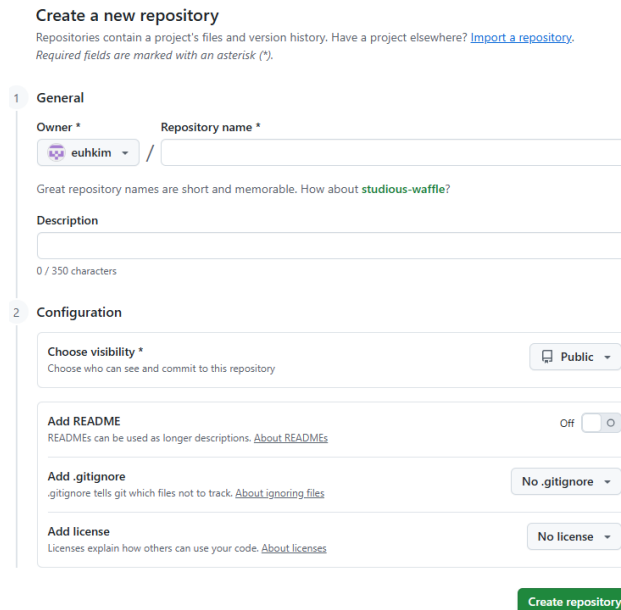 Create a new repository
Repositories contain a project's files and version history. Have a project elsewhere? Import a repository.
Required fields are marked with an asterisk (*).
1 General
Owner * Repository name *
euhkim /
Great repository names are short and memorable. How about studious-waffle?
Description
0 / 350 characters
2 Configuration
Choose visibility *
Choose who can see and commit to this repository
Public
Add README
READMEs can be used as longer descriptions. About READMEs
Off
Add .gitignore
.gitignore tells git which files not to track. About ignoring files
No .gitignore
Add license
Licenses explain how others can use your code. About licenses
No license
Create repository